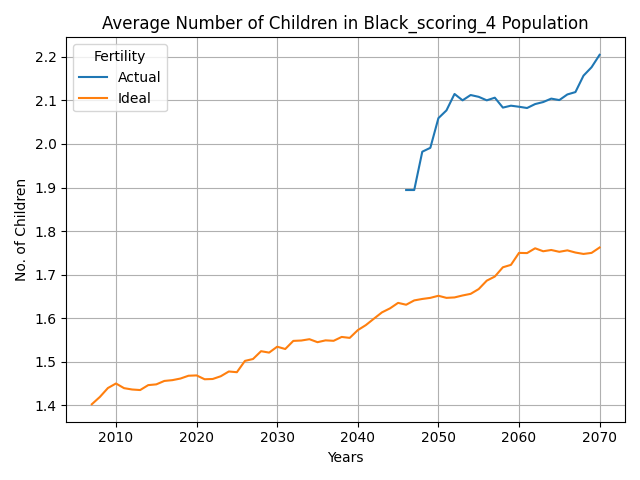 Average Number of Children in Black_scoring_4 Population
Fertility
Actual
Ideal
No. of Children
2.2
2.1
2.0
1.9
1.8
1.7
1.6
1.5
1.4
2010 2020 2030 2040 2050 2060 2070
Years